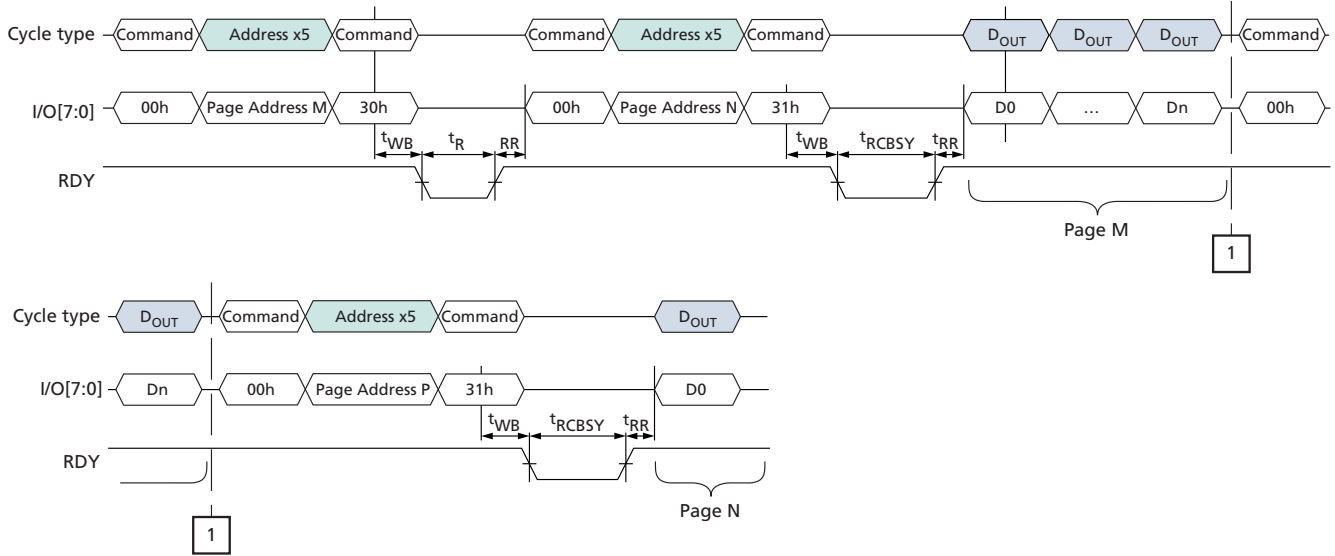 Cycle type Command Address x5 Command Command Address x5 Command DOUT DOUT DOUT Command
I/O[7:0] 00h Page Address M 30h 00h Page Address N 31h D0 ... Dn 00h
tWB tR RR tWB tRCBSY tRR
RDY
Page M
1
Cycle type DOUT Command Address x5 Command DOUT
I/O[7:0] Dn 00h Page Address P 31h D0
tWB tRCBSY tRR
RDY
Page N
1